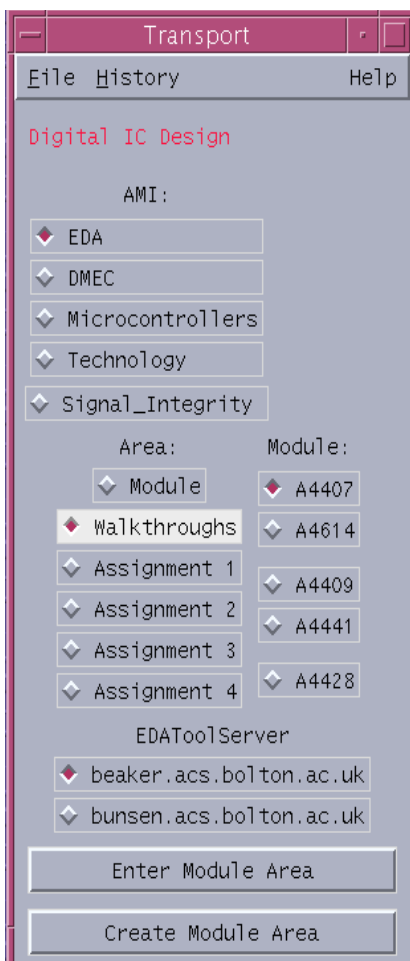 Transport
File History Help
Digital IC Design
AMI:
EDA
DMEC
Microcontrollers
Technology
Signal_Integrity
Area: Module:
Module A4407
Walkthroughs A4614
Assignment 1 A4409
Assignment 2 A4441
Assignment 3
Assignment 4 A4428
EDAToolServer
beaker.acs.bolton.ac.uk
bunsen.acs.bolton.ac.uk
Enter Module Area
Create Module Area